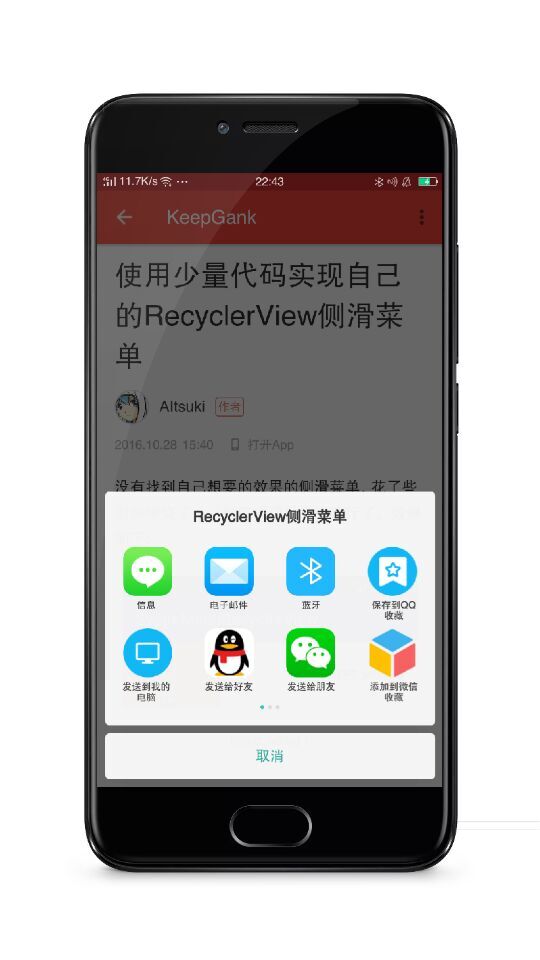 11.7K/s
22:43
KeepGank
使用少量代码实现自己
的RecyclerView侧滑菜
单
Altsuki 作者
2016.10.28 15:40 打开App
没有找到自己想要的效果的侧滑菜单, 花了些
RecyclerView侧滑菜单
信息 电子邮件 蓝牙 保存到QQ
收藏
发送到我的 发送给好友 发送给朋友 添加到微信
电脑 收藏
取消